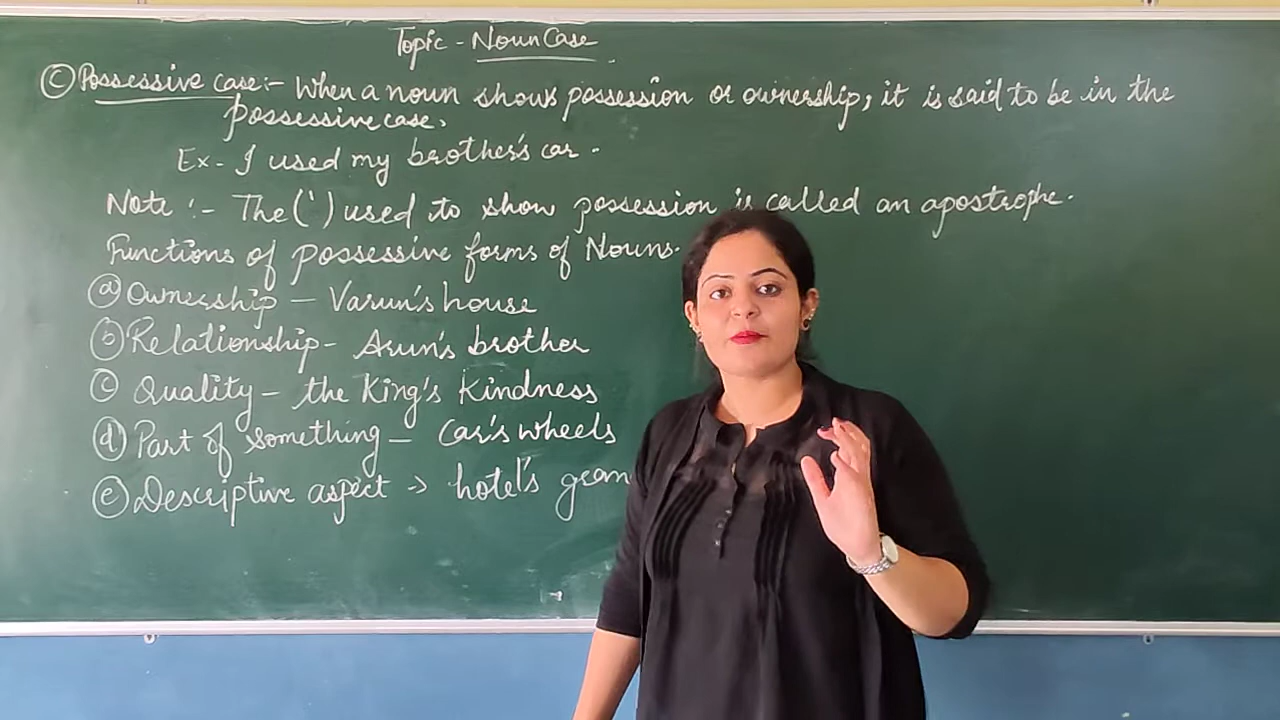 Topic - Noun Case
(C) Possessive case:- When a noun shows possession or ownership, it is said to be in the
possessive case.
Ex- I used my brother's car.
Note :- The (') used to show possession is called an apostrophe.
Functions of possessive forms of Nouns.
(a) Ownership - Varun's house
(b) Relationship - Arun's brother
(c) Quality - the King's Kindness
(d) Part of something - Car's wheels
(e) Descriptive aspect → hotel's